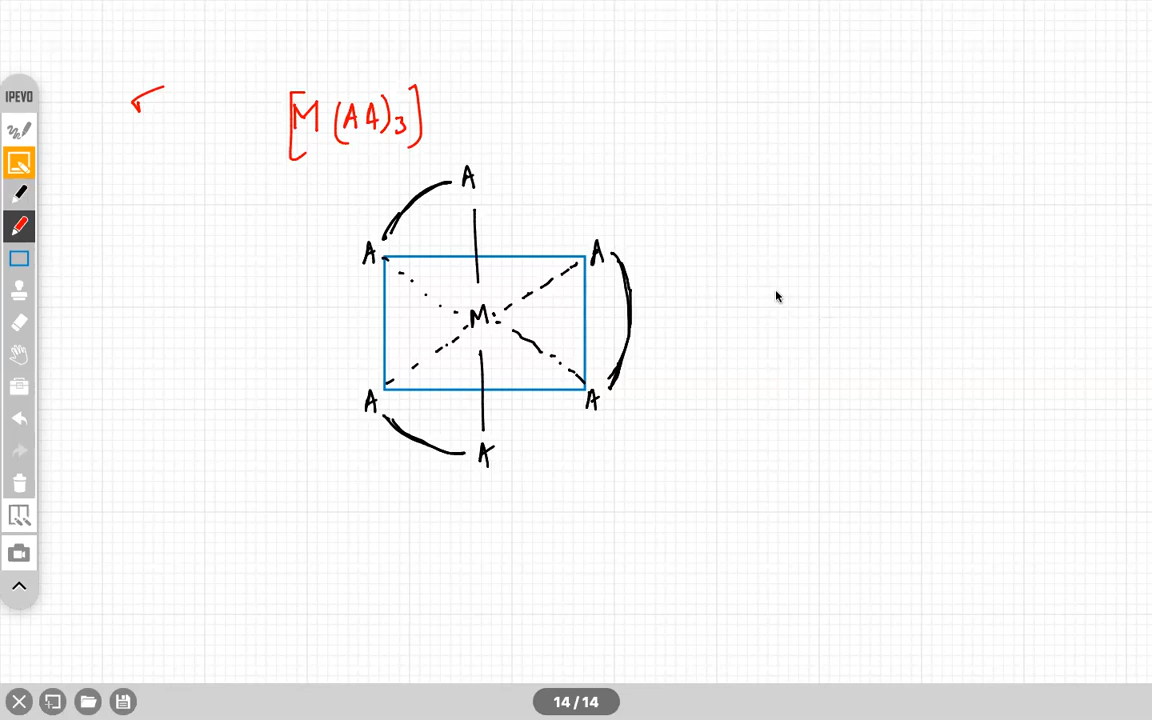 IPEVO
[M(AA)₃]
A
A A
M:
A A
A
14 / 14